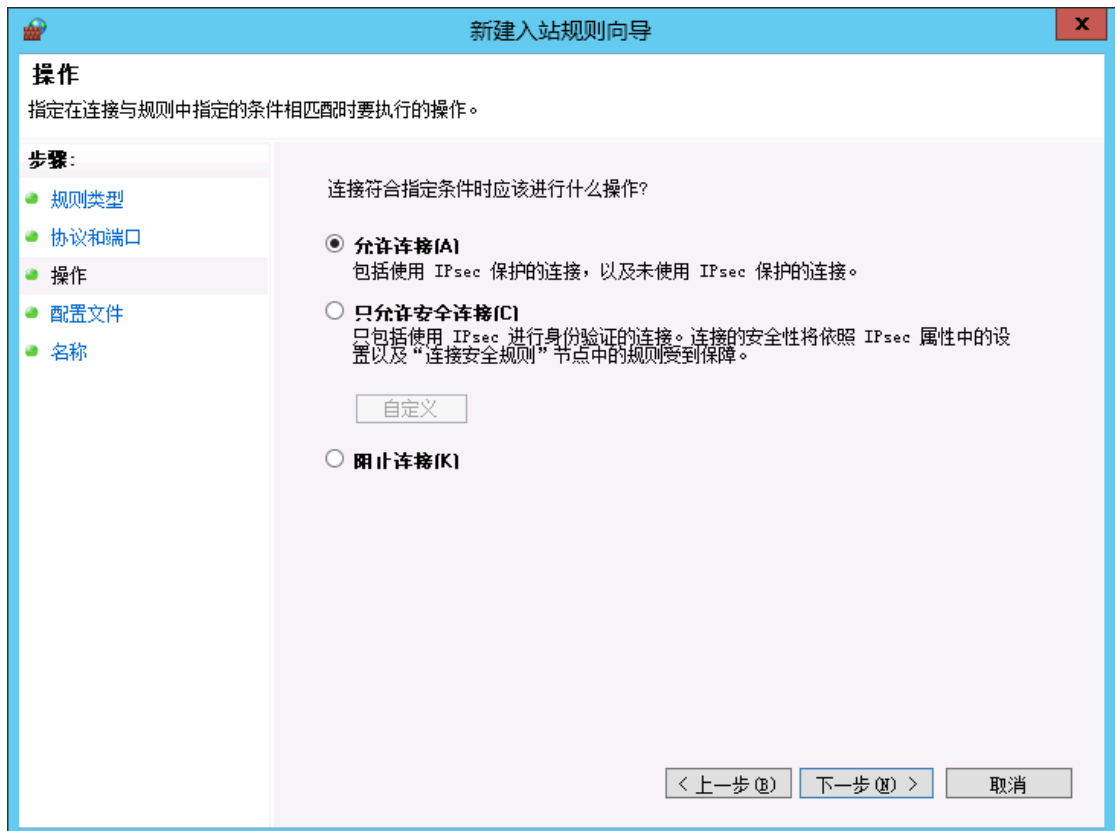 新建入站规则向导
x
操作
指定在连接与规则中指定的条件相匹配时要执行的操作。
步骤:
规则类型
协议和端口
操作
配置文件
名称
连接符合指定条件时应该进行什么操作?
允许连接(A)
包括使用 IPsec 保护的连接，以及未使用 IPsec 保护的连接。
只允许安全连接(C)
只包括使用 IPsec 进行身份验证的连接。连接的安全性将依照 IPsec 属性中的设
置以及“连接安全规则”节点中的规则受到保障。
自定义
阻止连接(K)
< 上一步(B)
下一步(N) >
取消